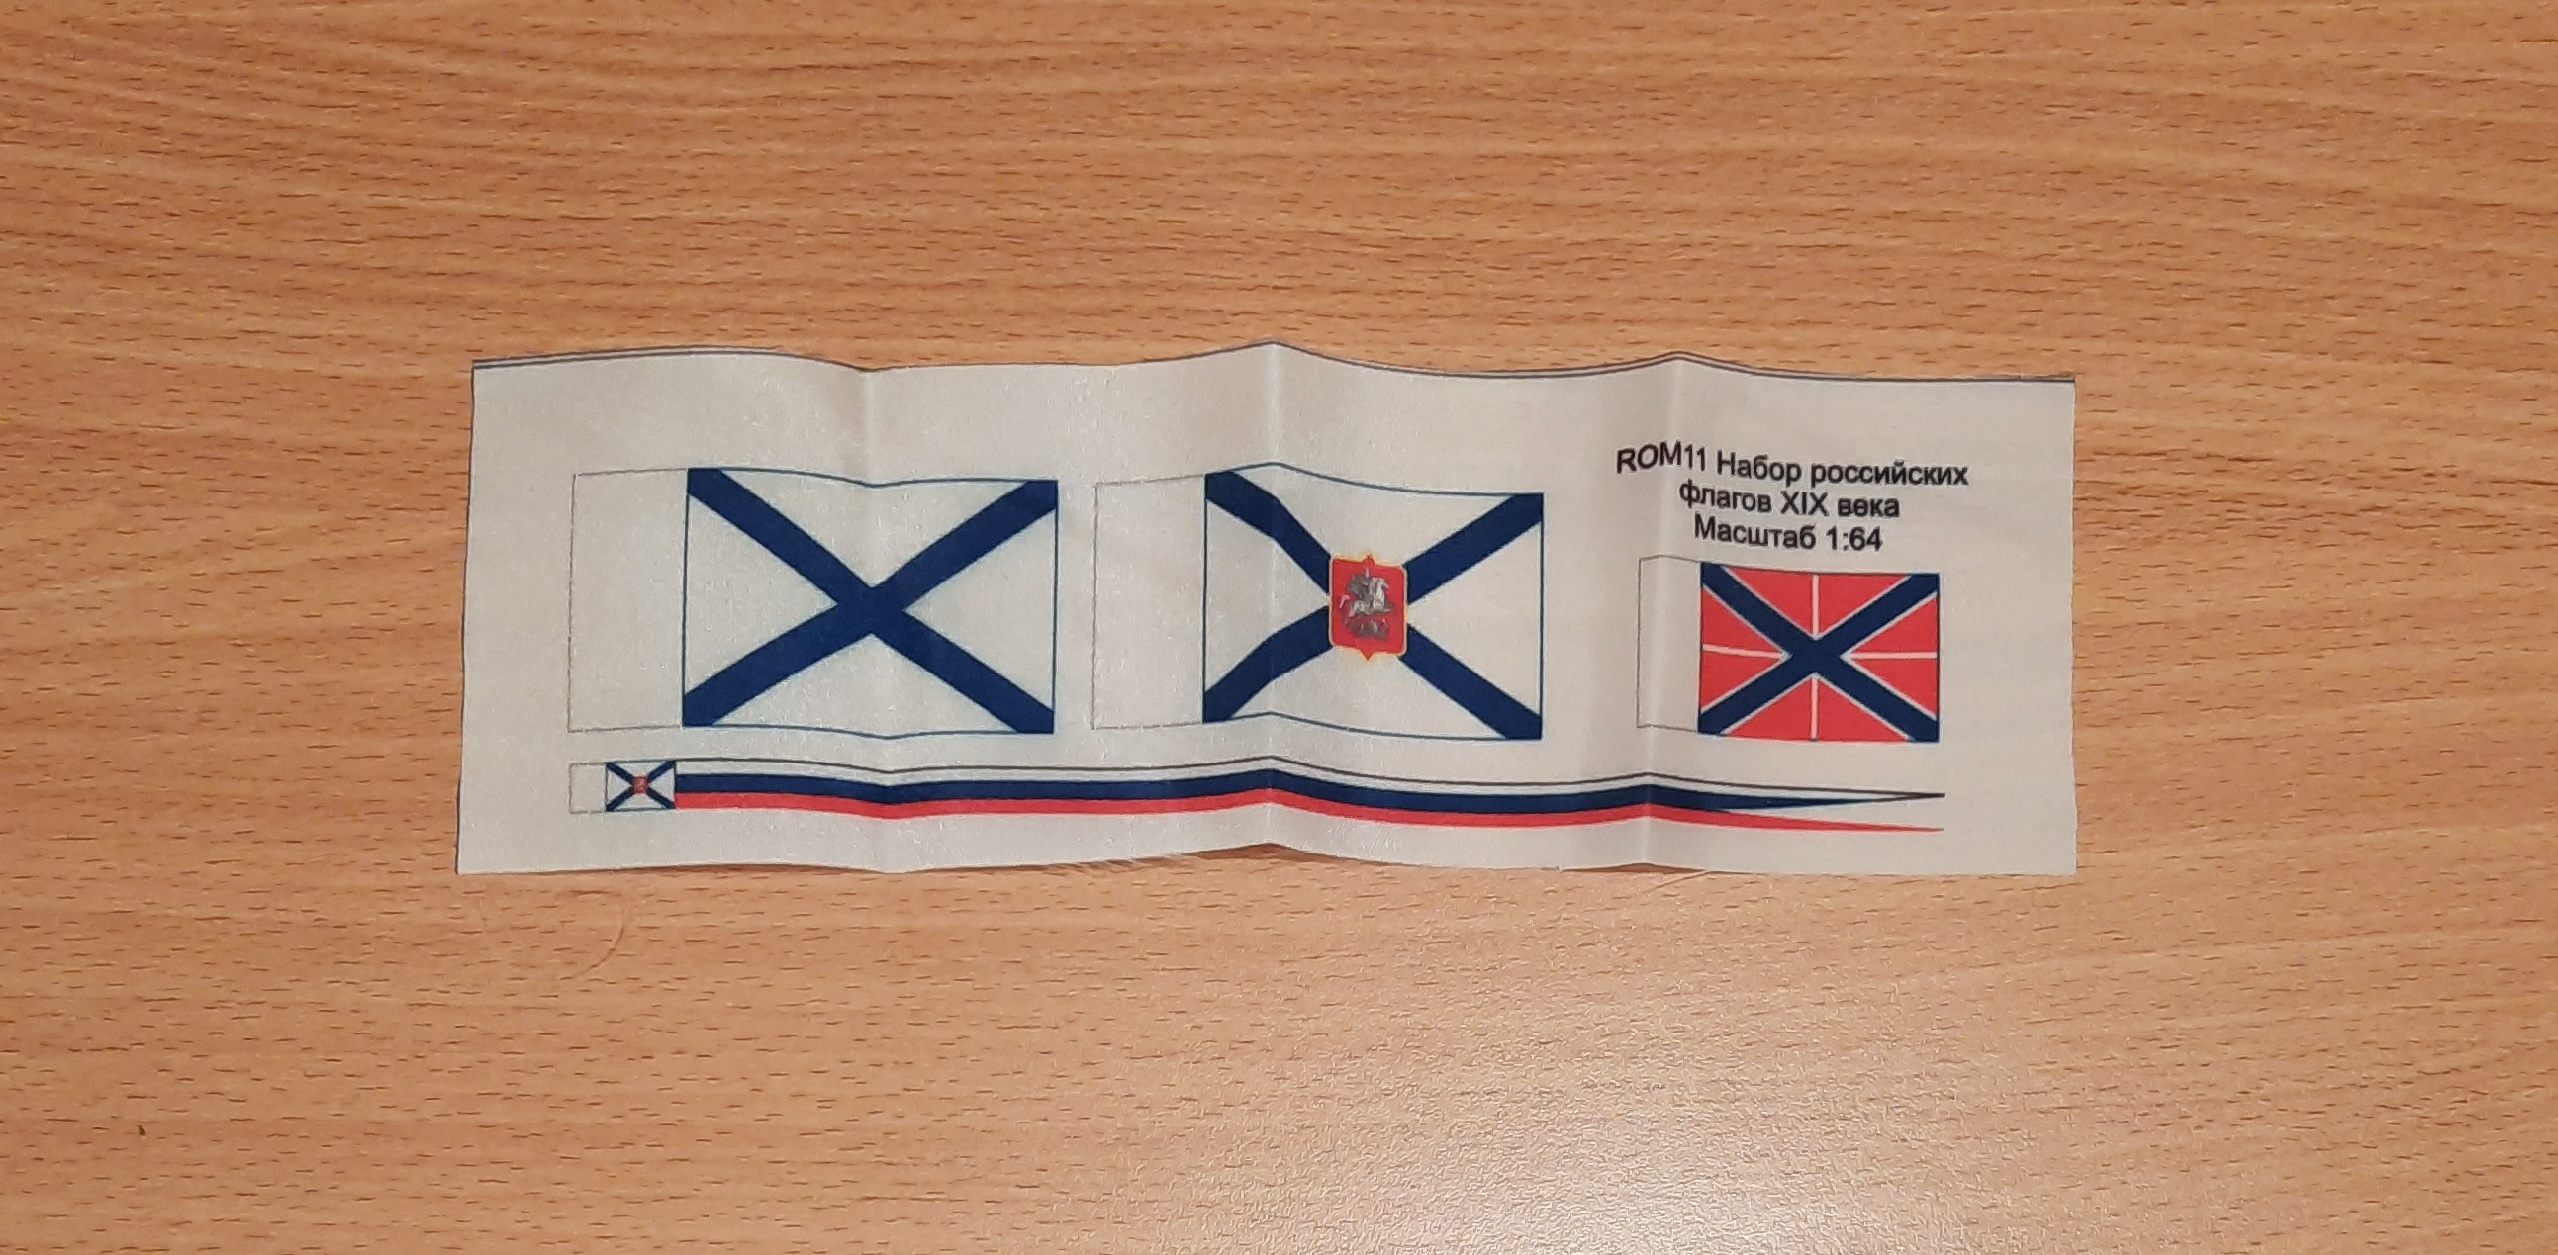 ROM11 Набор российских
флагов XIX века
Масштаб 1:64